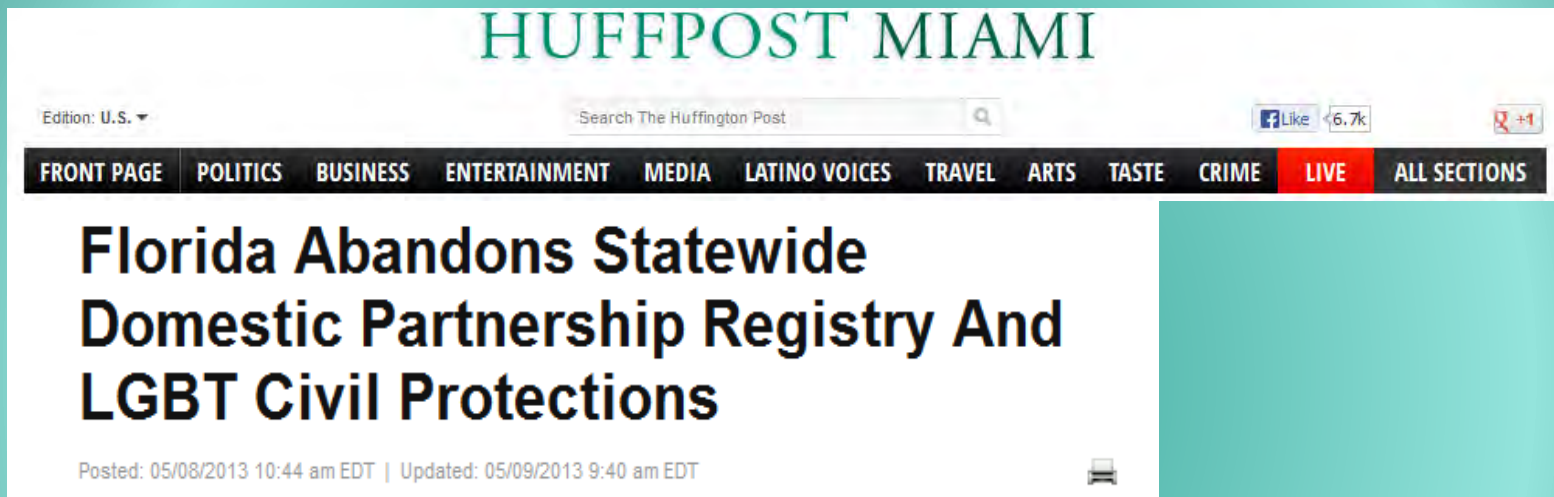 HUFFPOST MIAMI
Edition: U.S. Search The Huffington Post Like 6.7k +1
FRONT PAGE POLITICS BUSINESS ENTERTAINMENT MEDIA LATINO VOICES TRAVEL ARTS TASTE CRIME LIVE ALL SECTIONS
Florida Abandons Statewide
Domestic Partnership Registry And
LGBT Civil Protections
Posted: 05/08/2013 10:44 am EDT | Updated: 05/09/2013 9:40 am EDT